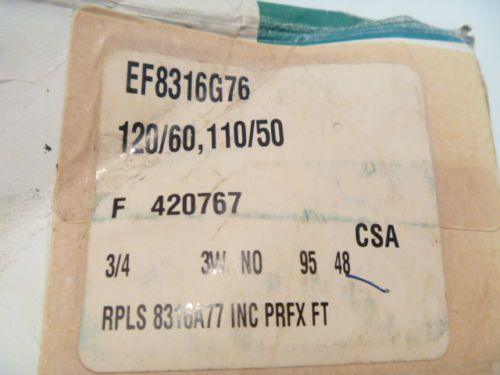 EF8316G76
120/60,110/50
F 420767
CSA
3/4 3W NO 95 48
RPLS 8316A77 INC PRFX FT